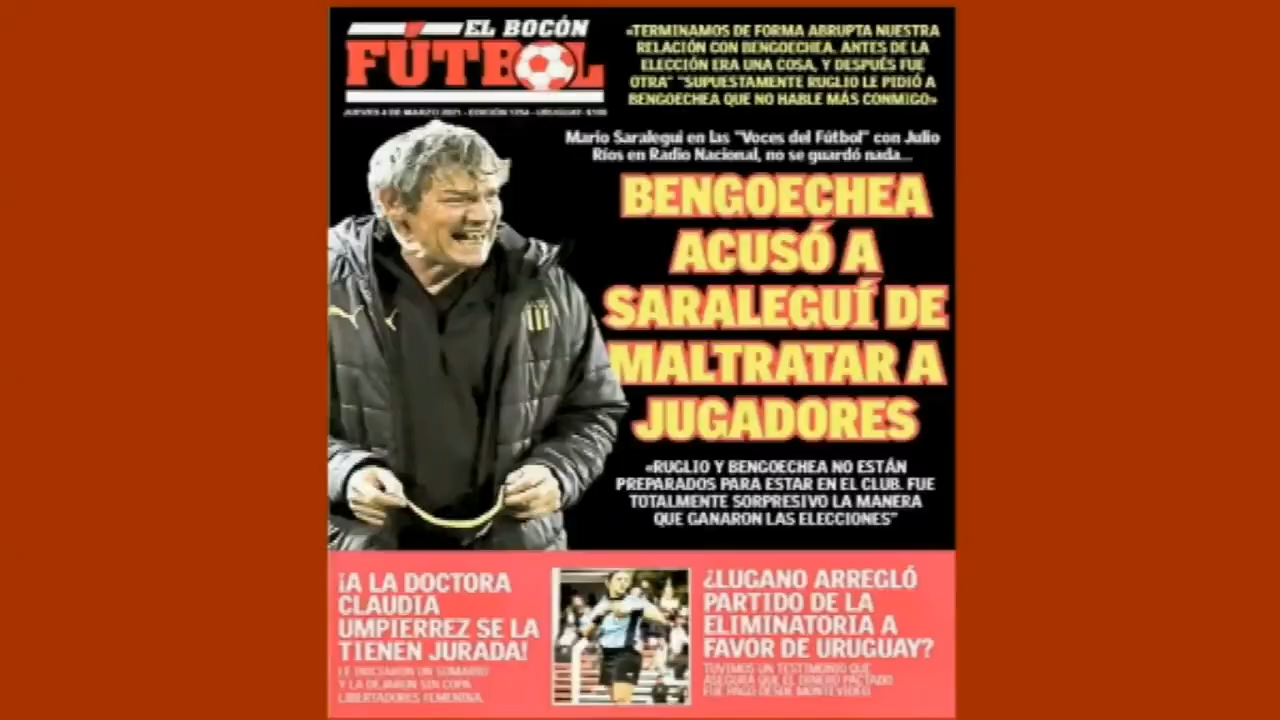 EL BOCÓN
FÚTBOL
JUEVES 4 DE MARZO 2021 - EDICIÓN 1254 - URUGUAY- $100
«TERMINAMOS DE FORMA ABRUPTA NUESTRA
RELACIÓN CON BENGOECHEA. ANTES DE LA
ELECCIÓN ERA UNA COSA, Y DESPUÉS FUE
OTRA" "SUPUESTAMENTE RUGLIO LE PIDIÓ A
BENGOECHEA QUE NO HABLE MÁS CONMIGO»
Mario Saralegui en las "Voces del Fútbol" con Julio
Ríos en Radio Nacional, no se guardó nada...
BENGOECHEA
ACUSÓ A
SARALEGUÍ DE
MALTRATAR A
JUGADORES
«RUGLIO Y BENGOECHEA NO ESTÁN
PREPARADOS PARA ESTAR EN EL CLUB. FUE
TOTALMENTE SORPRESIVO LA MANERA
QUE GANARON LAS ELECCIONES"
¡A LA DOCTORA
CLAUDIA
UMPIERREZ SE LA
TIENEN JURADA!
LE INICIARON UN SUMARIO
Y LA DEJARON SIN COPA
LIBERTADORES FEMENINA.
¿LUGANO ARREGLÓ
PARTIDO DE LA
ELIMINATORIA A
FAVOR DE URUGUAY?
TUVIMOS UN TESTIMONIO QUE
ASEGURA QUE EL DINERO PACTADO
FUE PAGO DESDE MONTEVIDEO